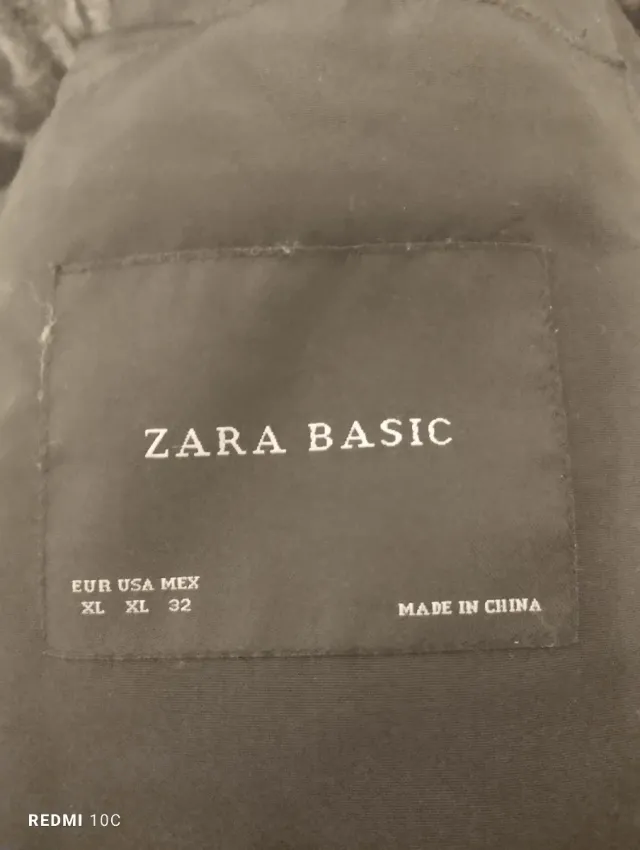 ZARA BASIC
EUR USA MEX
XL XL 32
MADE IN CHINA
REDMI 10C